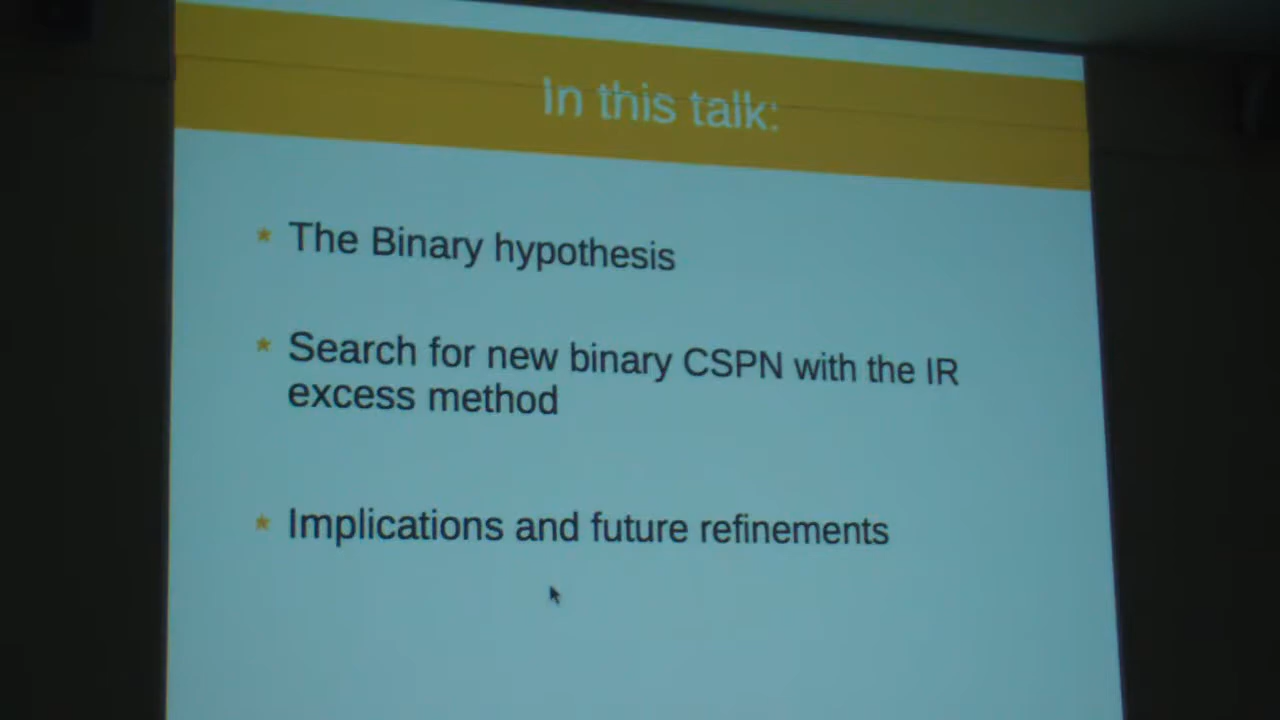 In this talk:
The Binary hypothesis
Search for new binary CSPN with the IR
excess method
Implications and future refinements